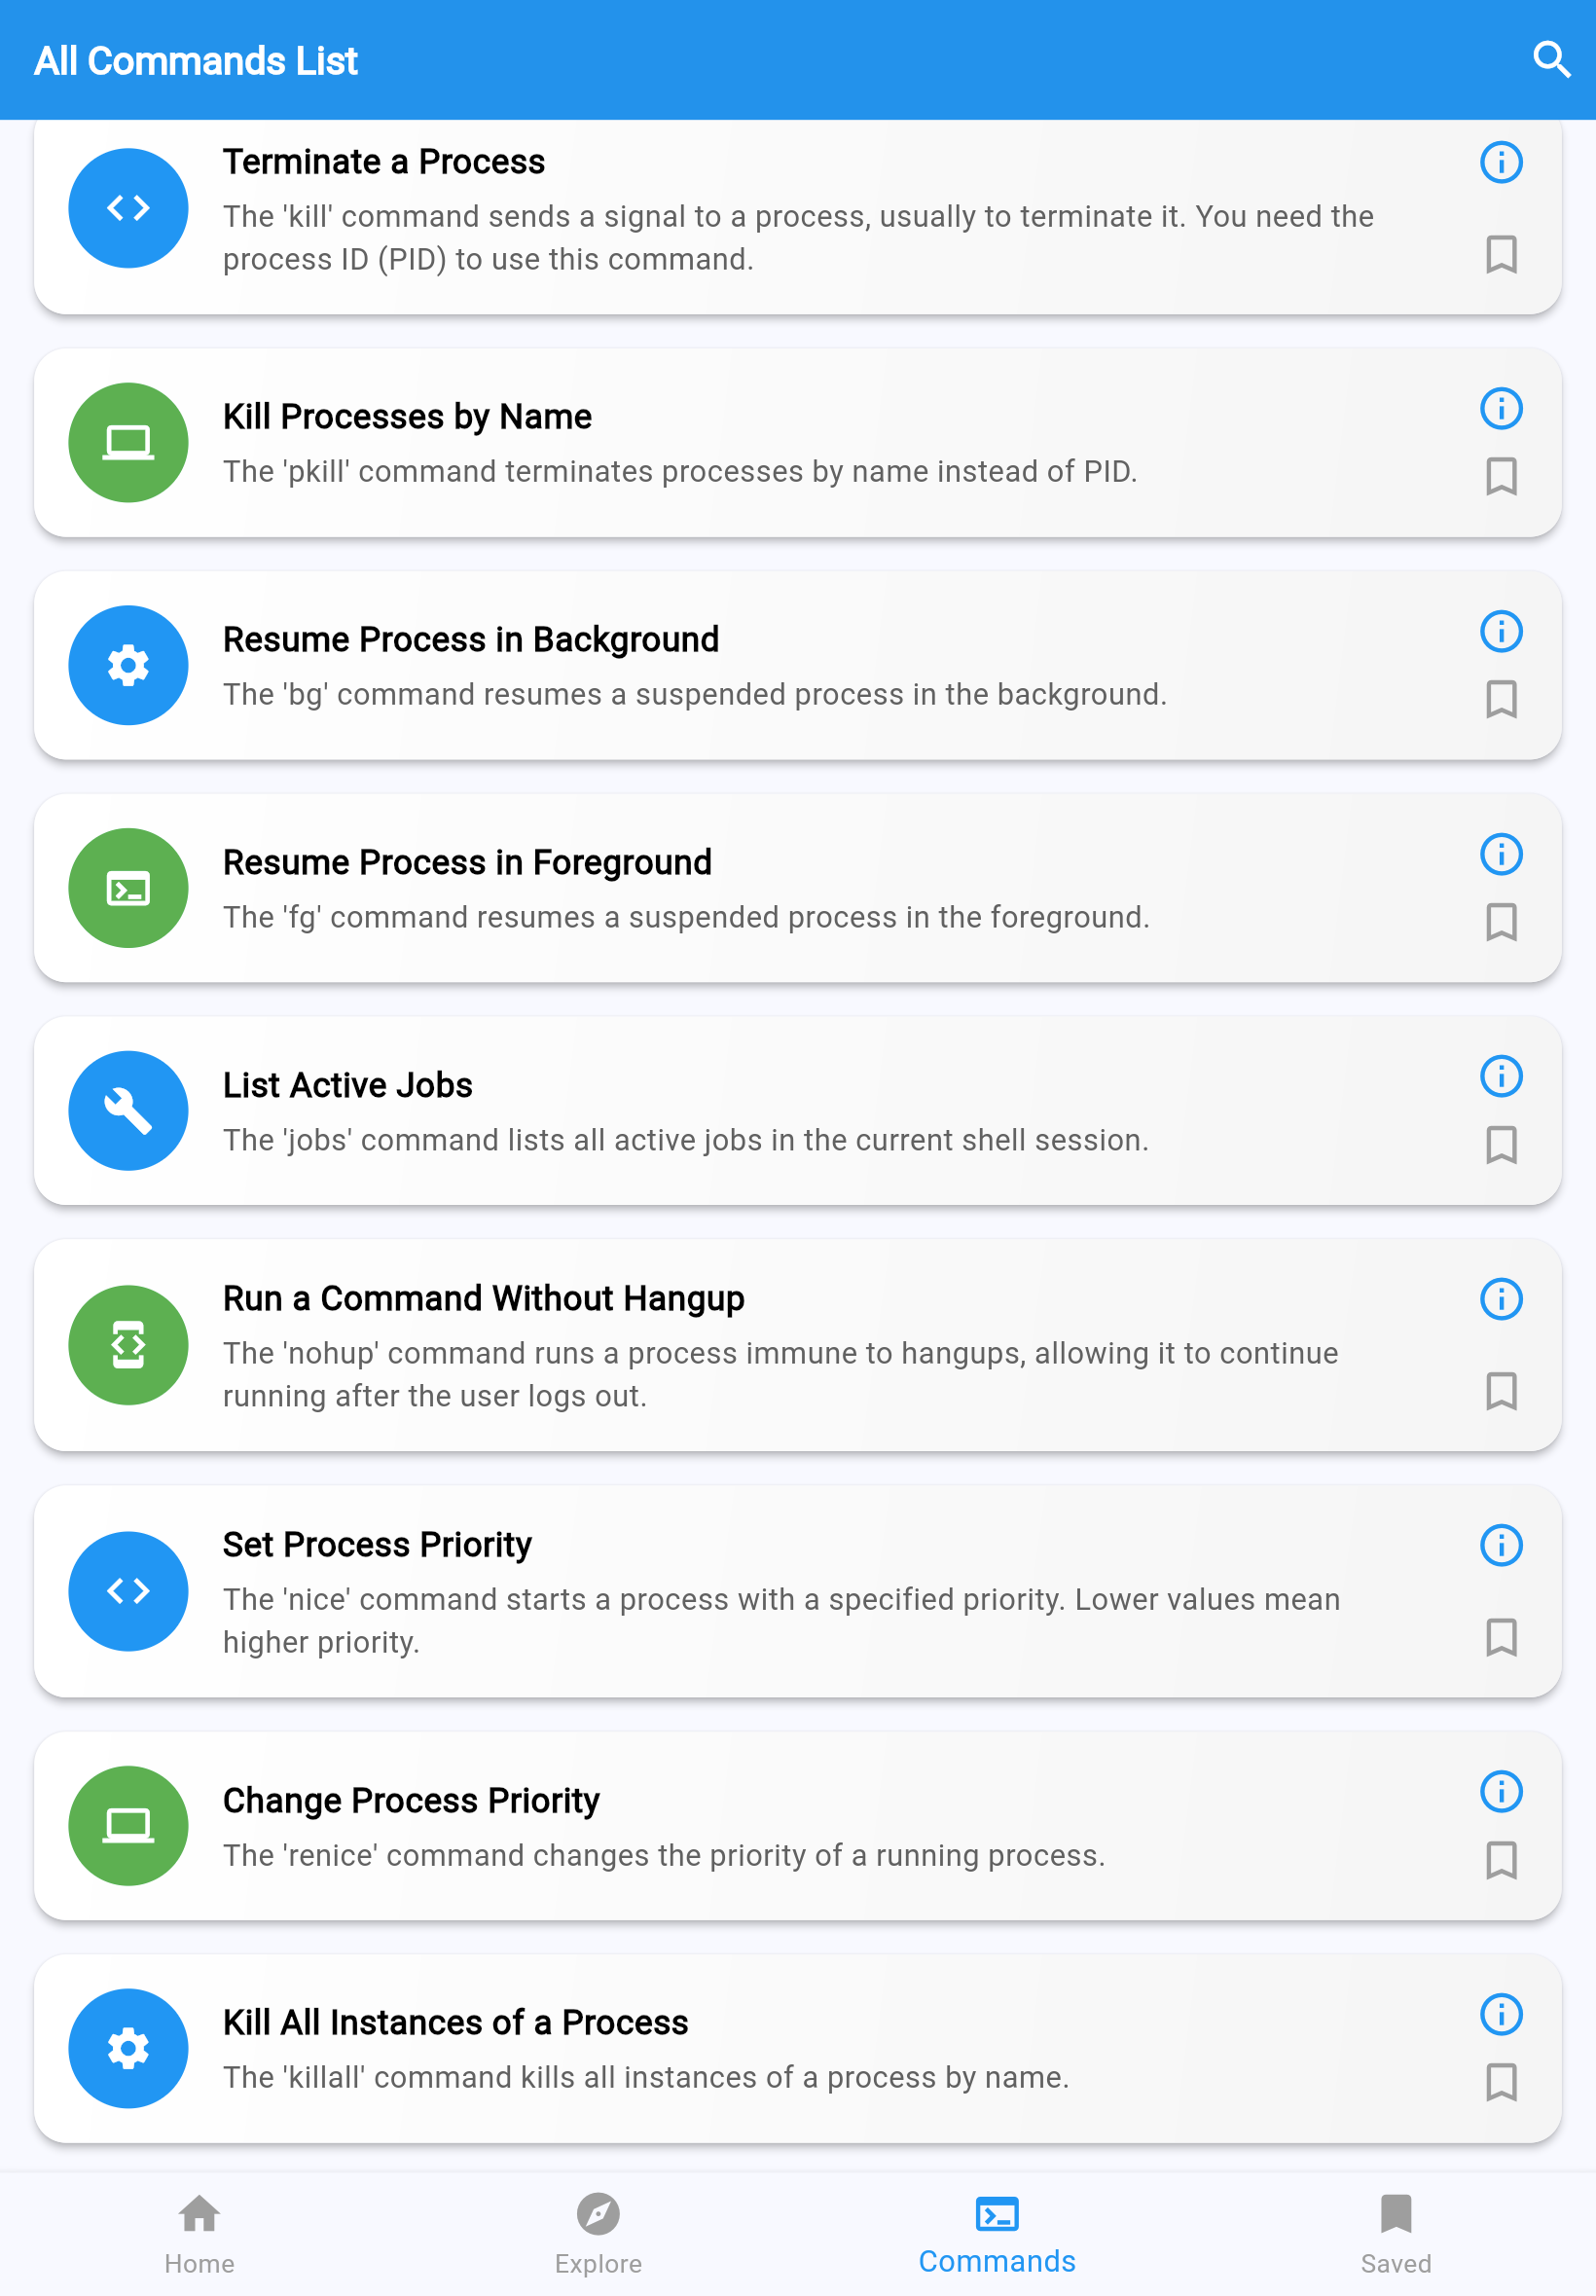 All Commands List
Terminate a Process
The 'kill' command sends a signal to a process, usually to terminate it. You need the
process ID (PID) to use this command.
Kill Processes by Name
The 'pkill' command terminates processes by name instead of PID.
Resume Process in Background
The 'bg' command resumes a suspended process in the background.
Resume Process in Foreground
The 'fg' command resumes a suspended process in the foreground.
List Active Jobs
The 'jobs' command lists all active jobs in the current shell session.
Run a Command Without Hangup
The 'nohup' command runs a process immune to hangups, allowing it to continue
running after the user logs out.
Set Process Priority
The 'nice' command starts a process with a specified priority. Lower values mean
higher priority.
Change Process Priority
The 'renice' command changes the priority of a running process.
Kill All Instances of a Process
The 'killall' command kills all instances of a process by name.
Home
Explore
Commands
Saved